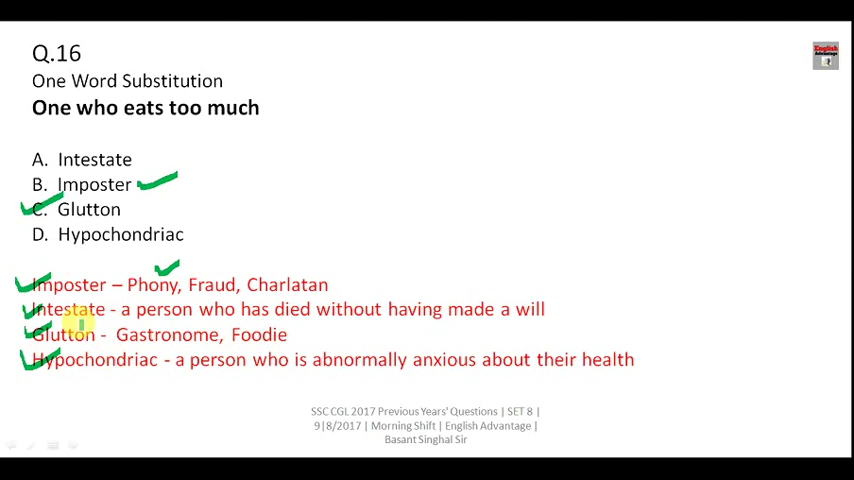 Q.16
One Word Substitution
One who eats too much
English
Advantage
A. Intestate
B. Imposter
C. Glutton
D. Hypochondriac
Imposter – Phony, Fraud, Charlatan
Intestate - a person who has died without having made a will
Glutton - Gastronome, Foodie
Hypochondriac - a person who is abnormally anxious about their health
SSC CGL 2017 Previous Years' Questions | SET 8 |
9|8/2017 | Morning Shift | English Advantage |
Basant Singhal Sir